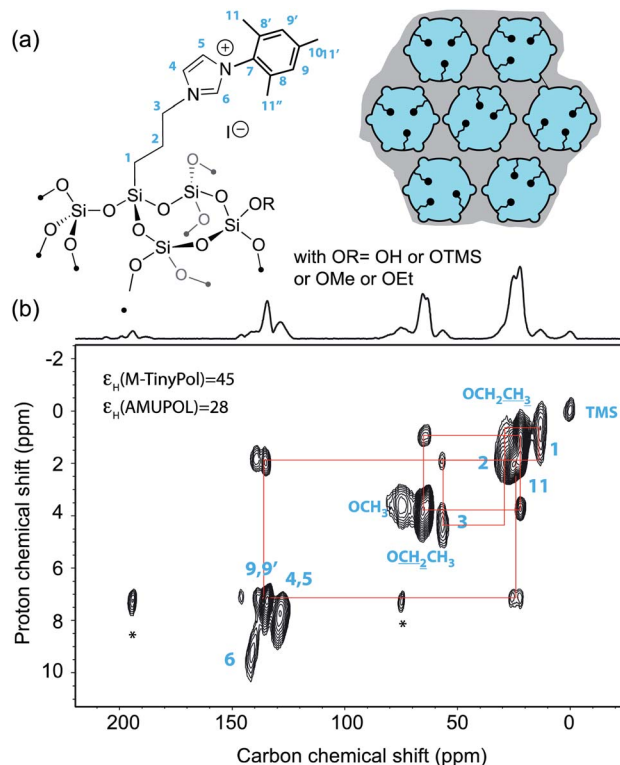 (a)
11
8′
9′
5
4
N
N
⊕
7
10
11′
8
9
6
11″
3
2
I⊖
1
Si
Si
Si
Si
Si
O
O
O
O
O
O
O
O
O
O
O
OR
with OR= OH or OTMS
or OMe or OEt
(b)
εH(M-TinyPol)=45
εH(AMUPOL)=28
OCH2CH3
TMS
1
2
11
OCH3
3
OCH2CH3
9,9′
4,5
6
*
*
-2
0
2
4
6
8
10
Proton chemical shift (ppm)
200
150
100
50
0
Carbon chemical shift (ppm)